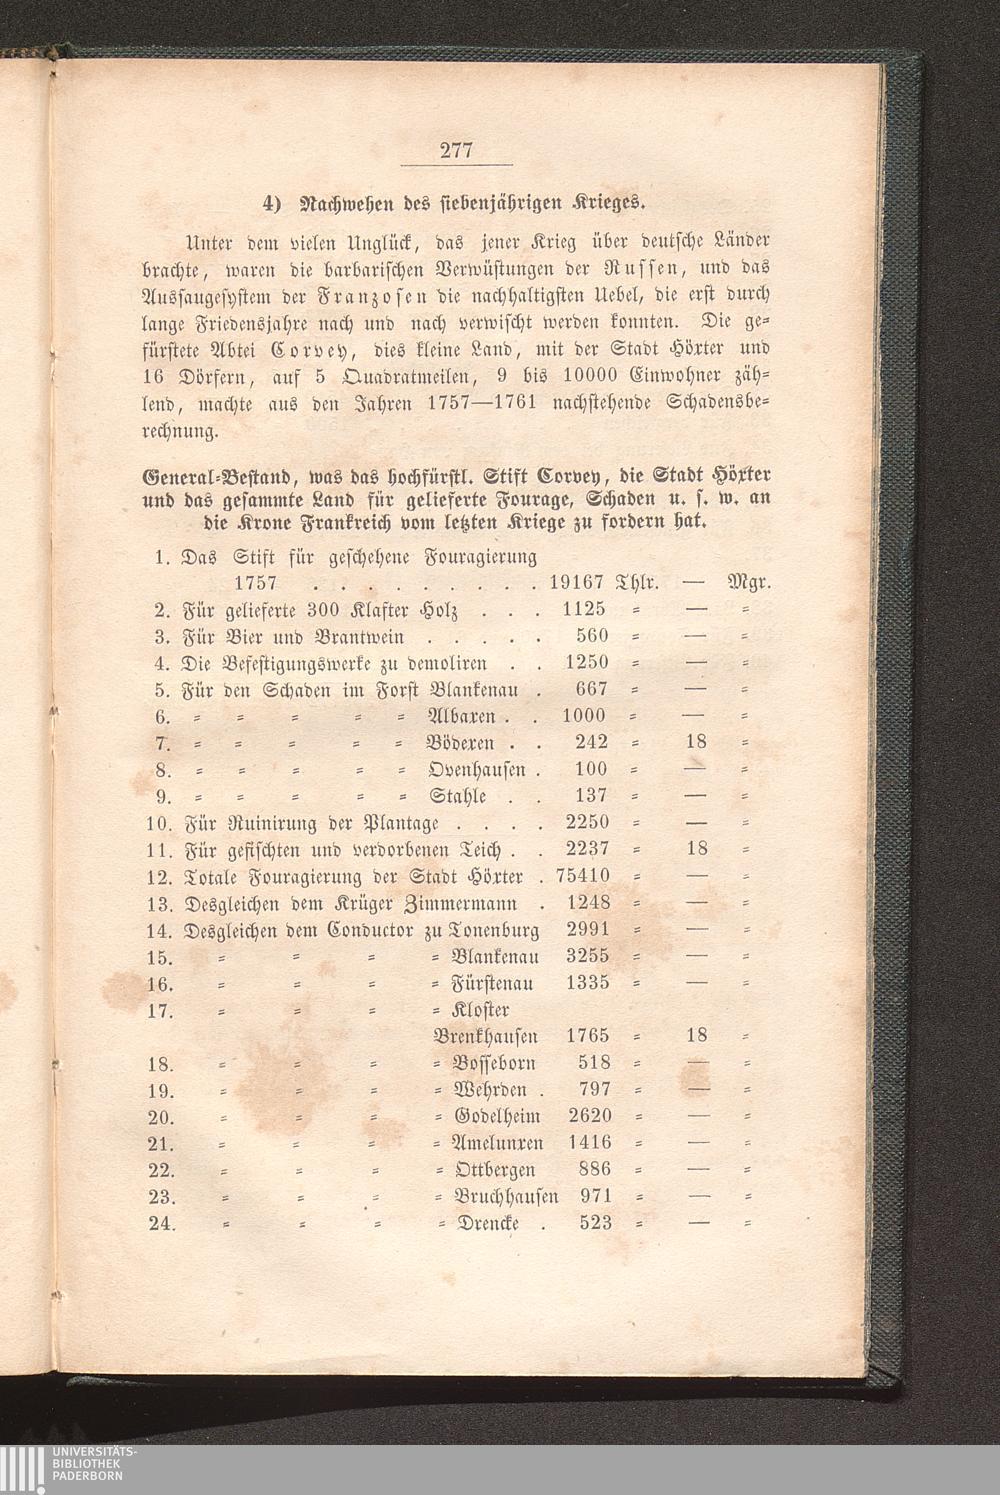 277
4) Nachwehen des siebenjährigen Krieges.
Unter dem vielen Unglück, das jener Krieg über deutsche Länder
brachte, waren die barbarischen Verwüstungen der Russen, und das
Aussaugesystem der Franzosen die nachhaltigsten Uebel, die erst durch
lange Friedensjahre nach und nach verwischt werden konnten. Die ge=
fürstete Abtei Corvey, dies kleine Land, mit der Stadt Höxter und
16 Dörfern, auf 5 Quadratmeilen, 9 bis 10000 Einwohner zäh=
lend, machte aus den Jahren 1757—1761 nachstehende Schadensbe=
rechnung.
General=Bestand, was das hochfürstl. Stift Corvey, die Stadt Höxter
und das gesammte Land für gelieferte Fourage, Schaden u. s. w. an
die Krone Frankreich vom letzten Kriege zu fordern hat.
1. Das Stift für geschehene Fouragierung
1757 . . . . . . . . . 19167 Thlr. — Mgr.
2. Für gelieferte 300 Klafter Holz . . . 1125 = — =
3. Für Bier und Brantwein . . . . . 560 = — =
4. Die Befestigungswerke zu demoliren . . 1250 = — =
5. Für den Schaden im Forst Blankenau . 667 = — =
6. = = = = = Albaxen . . 1000 = — =
7. = = = = = Bödexen . . 242 = 18 =
8. = = = = = Ovenhausen . 100 = — =
9. = = = = = Stahle . . 137 = — =
10. Für Ruinirung der Plantage . . . . 2250 = — =
11. Für gefischten und verdorbenen Teich . . 2237 = 18 =
12. Totale Fouragierung der Stadt Höxter . 75410 = — =
13. Desgleichen dem Krüger Zimmermann . 1248 = — =
14. Desgleichen dem Conductor zu Tonenburg 2991 = — =
15. = = = = Blankenau 3255 = — =
16. = = = = Fürstenau 1335 = — =
17. = = = = Kloster
Brenkhausen 1765 = 18 =
18. = = = = Bosseborn 518 = — =
19. = = = = Wehrden . 797 = — =
20. = = = = Godelheim 2620 = — =
21. = = = = Amelunxen 1416 = — =
22. = = = = Ottbergen 886 = — =
23. = = = = Bruchhausen 971 = — =
24. = = = = Drencke . 523 = — =
UNIVERSITÄTS-
BIBLIOTHEK
PADERBORN